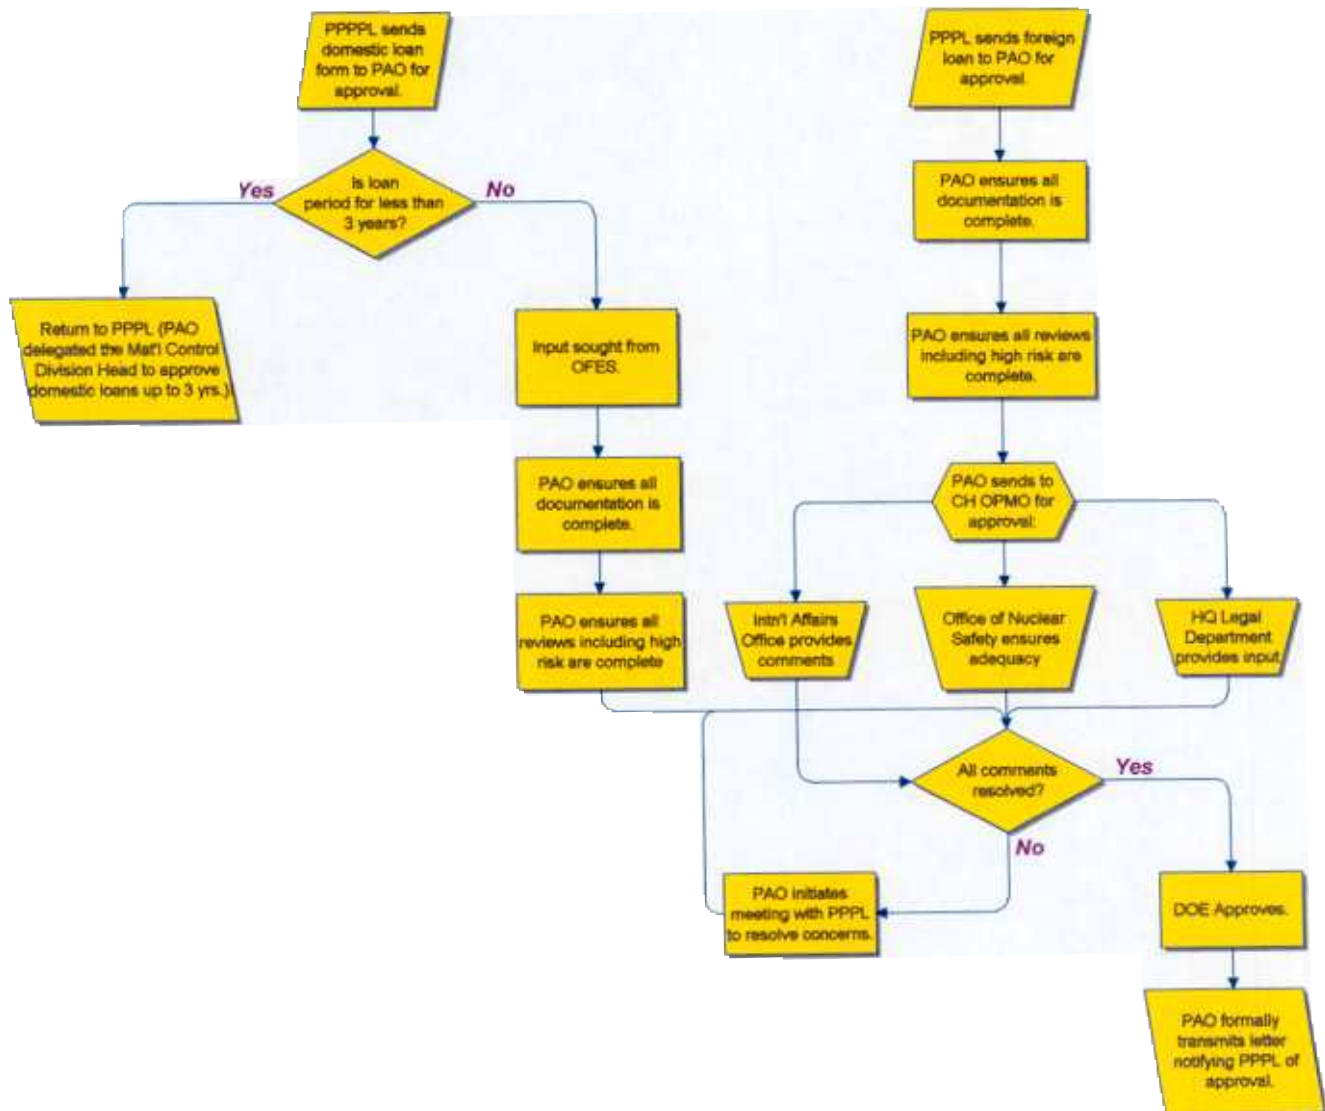 PPPPL sends
domestic loan
form to PAO for
approval.
Is loan
period for less than
3 years?
Yes
No
Return to PPPL (PAO
delegated the Mat'l Control
Division Head to approve
domestic loans up to 3 yrs.)
Input sought from
OFES.
PAO ensures all
documentation is
complete.
PAO ensures all
reviews including high
risk are complete
PPPL sends foreign
loan to PAO for
approval.
PAO ensures all
documentation is
complete.
PAO ensures all reviews
including high risk are
complete.
PAO sends to
CH OPMO for
approval:
Intn'l Affairs
Office provides
comments
Office of Nuclear
Safety ensures
adequacy
HQ Legal
Department
provides input
All comments
resolved?
Yes
No
PAO initiates
meeting with PPPL
to resolve concerns.
DOE Approves.
PAO formally
transmits letter
notifying PPPL of
approval.